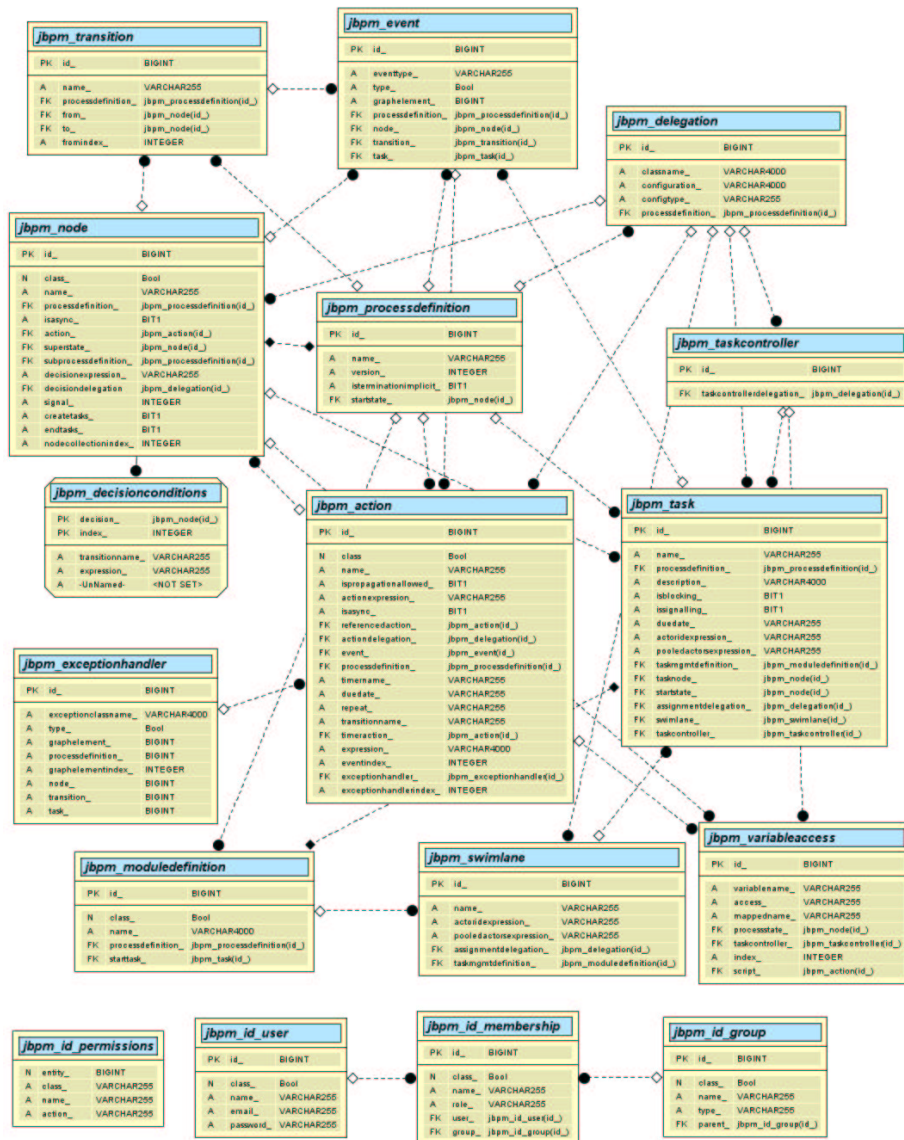 jbpm_transition
PK id_ BIGINT
A name_ VARCHAR255
FK processdefinition_ jbpm_processdefinition(id_)
FK from_ jbpm_node(id_)
FK to_ jbpm_node(id_)
A fromindex_ INTEGER
jbpm_event
PK id_ BIGINT
A eventtype_ VARCHAR255
A type_ Bool
A graphelement_ BIGINT
FK processdefinition_ jbpm_processdefinition(id_)
FK node_ jbpm_node(id_)
FK transition_ jbpm_transition(id_)
FK task_ jbpm_task(id_)
jbpm_delegation
PK id_ BIGINT
A classname_ VARCHAR4000
A configuration_ VARCHAR4000
A configtype_ VARCHAR255
FK processdefinition_ jbpm_processdefinition(id_)
jbpm_node
PK id_ BIGINT
N class_ Bool
A name_ VARCHAR255
FK processdefinition_ jbpm_processdefinition(id_)
A isasync_ BIT1
FK action_ jbpm_action(id_)
FK superstate_ jbpm_node(id_)
FK subprocessdefinition_ jbpm_processdefinition(id_)
A decisionexpression_ VARCHAR255
FK decisiondelegation jbpm_delegation(id_)
A signal_ INTEGER
A createtasks_ BIT1
A endtasks_ BIT1
A nodecollectionindex_ INTEGER
jbpm_processdefinition
PK id_ BIGINT
A name_ VARCHAR255
A version_ INTEGER
A isterminationimplicit_ BIT1
FK startstate_ jbpm_node(id_)
jbpm_taskcontroller
PK id_ BIGINT
FK taskcontrollerdelegation_ jbpm_delegation(id_)
jbpm_decisionconditions
PK decision_ jbpm_node(id_)
PK index_ INTEGER
A transitionname_ VARCHAR255
A expression_ VARCHAR255
A -UnNamed- <NOT SET>
jbpm_action
PK id_ BIGINT
N class Bool
A name_ VARCHAR255
A ispropagationallowed_ BIT1
A actionexpression_ VARCHAR255
A isasync_ BIT1
FK referencedaction_ jbpm_action(id_)
FK actiondelegation_ jbpm_delegation(id_)
FK event_ jbpm_event(id_)
FK processdefinition_ jbpm_processdefinition(id_)
A timername_ VARCHAR255
A duedate_ VARCHAR255
A repeat_ VARCHAR255
A transitionname_ VARCHAR255
FK timeraction_ jbpm_action(id_)
A expression_ VARCHAR4000
A eventindex_ INTEGER
FK exceptionhandler_ jbpm_exceptionhandler(id_)
A exceptionhandlerindex_ INTEGER
jbpm_task
PK id_ BIGINT
A name_ VARCHAR255
FK processdefinition_ jbpm_processdefinition(id_)
A description_ VARCHAR4000
A isblocking_ BIT1
A issignalling_ BIT1
A duedate_ VARCHAR255
A actoridexpression_ VARCHAR255
A pooledactorsexpression_ VARCHAR255
FK taskmgmtdefinition_ jbpm_moduledefinition(id_)
FK tasknode_ jbpm_node(id_)
FK startstate_ jbpm_node(id_)
FK assignmentdelegation_ jbpm_delegation(id_)
FK swimlane_ jbpm_swimlane(id_)
FK taskcontroller_ jbpm_taskcontroller(id_)
jbpm_exceptionhandler
PK id_ BIGINT
A exceptionclassname_ VARCHAR4000
A type_ Bool
A graphelement_ BIGINT
A processdefinition_ BIGINT
A graphelementindex_ INTEGER
A node_ BIGINT
A transition_ BIGINT
A task_ BIGINT
jbpm_moduledefinition
PK id_ BIGINT
N class_ Bool
A name_ VARCHAR4000
FK processdefinition_ jbpm_processdefinition(id_)
FK starttask_ jbpm_task(id_)
jbpm_swimlane
PK id_ BIGINT
A name_ VARCHAR255
A actoridexpression_ VARCHAR255
A pooledactorsexpression_ VARCHAR255
FK assignmentdelegation_ jbpm_delegation(id_)
FK taskmgmtdefinition_ jbpm_moduledefinition(id_)
jbpm_variableaccess
PK id_ BIGINT
A variablename_ VARCHAR255
A access_ VARCHAR255
A mappedname_ VARCHAR255
FK processstate_ jbpm_node(id_)
FK taskcontroller_ jbpm_taskcontroller(id_)
A index_ INTEGER
FK script_ jbpm_action(id_)
jbpm_id_permissions
N entity_ BIGINT
A class_ VARCHAR255
A name_ VARCHAR255
A action_ VARCHAR255
jbpm_id_user
PK id_ BIGINT
N class_ Bool
A name_ VARCHAR255
A email_ VARCHAR255
A password_ VARCHAR255
jbpm_id_membership
PK id_ BIGINT
N class_ Bool
A name_ VARCHAR255
A role_ VARCHAR255
FK user_ jbpm_id_user(id_)
FK group_ jbpm_id_group(id_)
jbpm_id_group
PK id_ BIGINT
N class_ Bool
A name_ VARCHAR255
A type_ VARCHAR255
FK parent_ jbpm_id_group(id_)